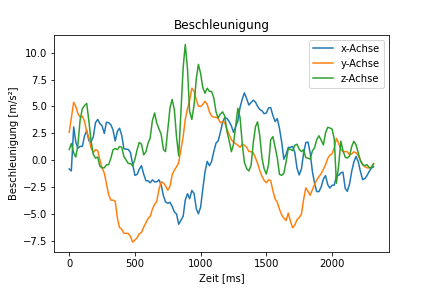 Beschleunigung
x-Achse
y-Achse
z-Achse
Beschleunigung [m/s²]
10.0
7.5
5.0
2.5
0.0
−2.5
−5.0
−7.5
0
500
1000
1500
2000
Zeit [ms]